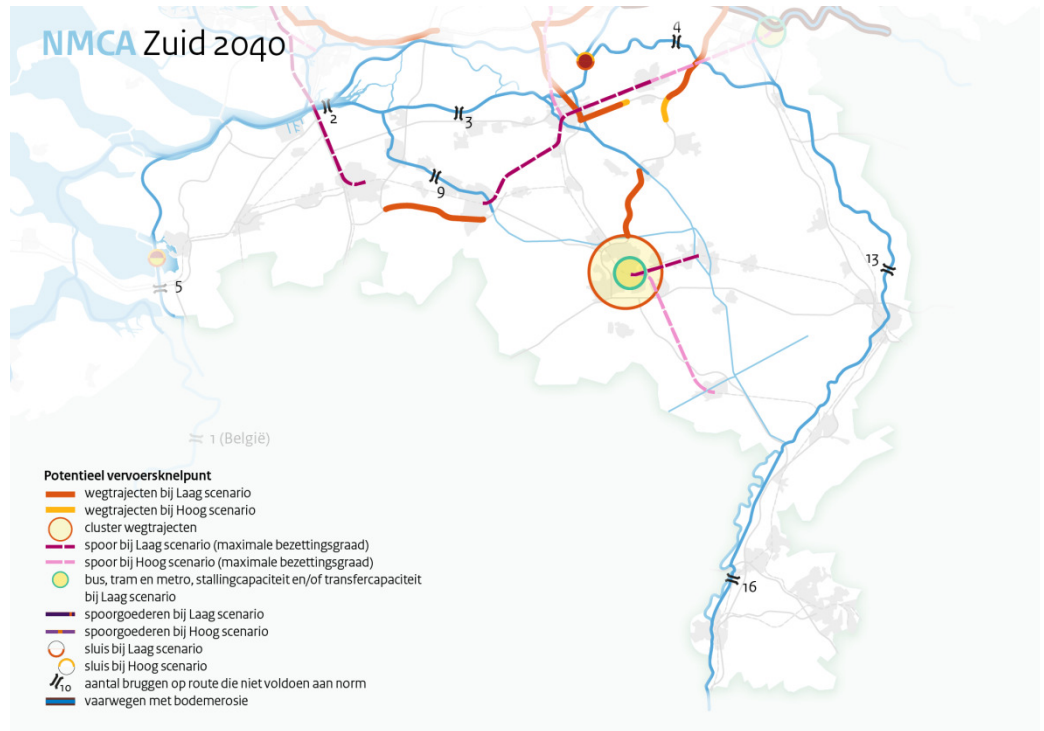 NMCA Zuid 2040
4
2
3
9
13
5
1 (België)
16
Potentieel vervoersknelpunt
wegtrajecten bij Laag scenario
wegtrajecten bij Hoog scenario
cluster wegtrajecten
spoor bij Laag scenario (maximale bezettingsgraad)
spoor bij Hoog scenario (maximale bezettingsgraad)
bus, tram en metro, stallingcapaciteit en/of transfercapaciteit
bij Laag scenario
spoorgoederen bij Laag scenario
spoorgoederen bij Hoog scenario
sluis bij Laag scenario
sluis bij Hoog scenario
10 aantal bruggen op route die niet voldoen aan norm
vaarwegen met bodemerosie